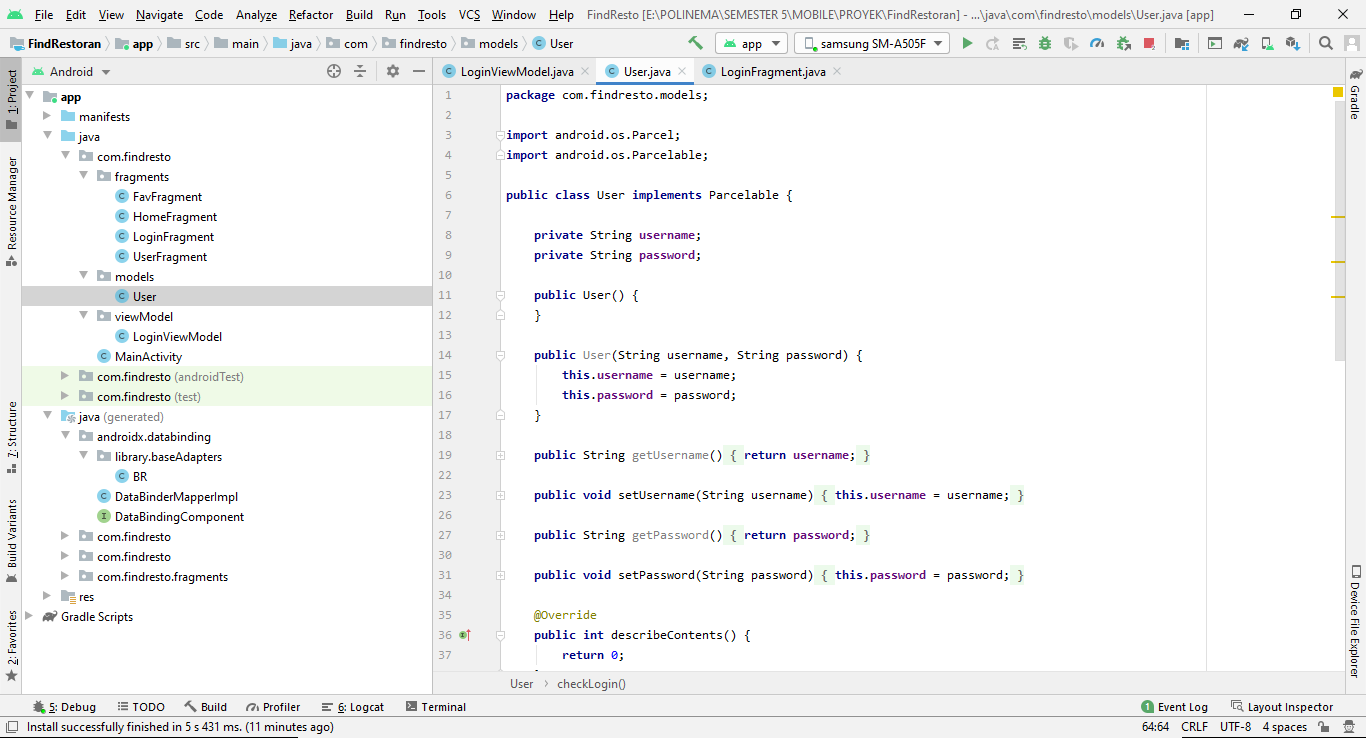 File Edit View Navigate Code Analyze Refactor Build Run Tools VCS Window Help FindResto [E:\POLINEMA\SEMESTER 5\MOBILE\PROYEK\FindRestoran] - ...\java\com\findresto\models\User.java [app]
FindRestoran app src main java com findresto models User app samsung SM-A505F
Android LoginViewModel.java User.java LoginFragment.java
1: Project
Resource Manager
7: Structure
Build Variants
2: Favorites
app
manifests
java
com.findresto
fragments
FavFragment
HomeFragment
LoginFragment
UserFragment
models
User
viewModel
LoginViewModel
MainActivity
com.findresto (androidTest)
com.findresto (test)
java (generated)
androidx.databinding
library.baseAdapters
BR
DataBinderMapperImpl
DataBindingComponent
com.findresto
com.findresto
com.findresto.fragments
res
Gradle Scripts
1 package com.findresto.models;
2
3 import android.os.Parcel;
4 import android.os.Parcelable;
5
6 public class User implements Parcelable {
7
8 private String username;
9 private String password;
10
11 public User() {
12 }
13
14 public User(String username, String password) {
15 this.username = username;
16 this.password = password;
17 }
18
19 public String getUsername() { return username; }
22
23 public void setUsername(String username) { this.username = username; }
26
27 public String getPassword() { return password; }
30
31 public void setPassword(String password) { this.password = password; }
34
35 @Override
36 public int describeContents() {
37 return 0;
User › checkLogin()
Gradle
Device File Explorer
5: Debug TODO Build Profiler 6: Logcat Terminal 1 Event Log Layout Inspector
Install successfully finished in 5 s 431 ms. (11 minutes ago) 64:64 CRLF UTF-8 4 spaces